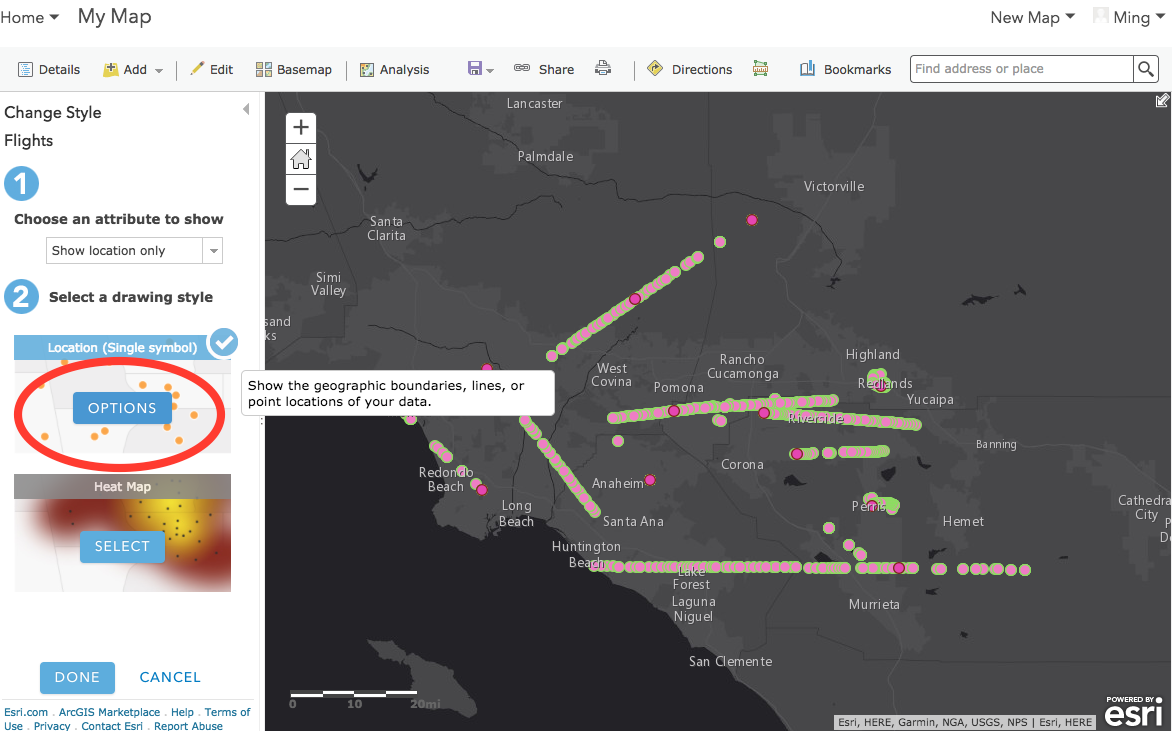 Home
My Map
New Map
Ming
Details
Add
Edit
Basemap
Analysis
Share
Directions
Bookmarks
Find address or place
Change Style
Flights
1
Choose an attribute to show
Show location only
2
Select a drawing style
Location (Single symbol)
OPTIONS
Show the geographic boundaries, lines, or
point locations of your data.
Heat Map
SELECT
DONE
CANCEL
Esri.com . ArcGIS Marketplace . Help . Terms of
Use . Privacy . Contact Esri . Report Abuse
Lancaster
Palmdale
Victorville
Santa
Clarita
Simi
Valley
sand
ks
West
Covina
Rancho
Cucamonga
Pomona
Highland
Redlands
Yucaipa
Riverside
Banning
Corona
Redondo
Beach
Anaheim
Long
Beach
Santa Ana
Perris
Hemet
Cathedra
City
P
De
Huntington
Beach
Lake
Forest
Laguna
Niguel
Murrieta
San Clemente
0 10 20mi
Esri, HERE, Garmin, NGA, USGS, NPS | Esri, HERE
POWERED BY
esri